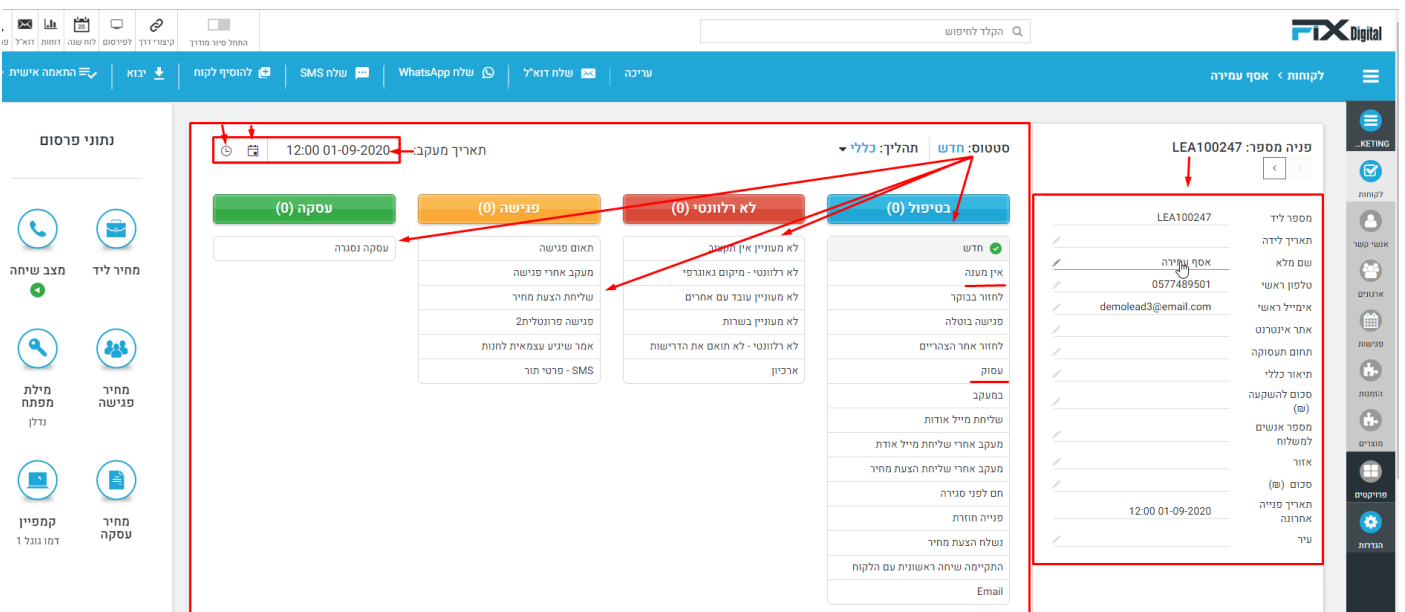 FIX Digital
הקלד לחיפוש
התחל סיור מודרך
קיצורי דרך
לפירסום
לוח שנה
דוחות
דוא"ל
לקוחות > אסף עמירה
עריכה
שלח דוא"ל
שלח WhatsApp
שלח SMS
להוסיף לקוח
יבוא
התאמה אישית
KETING...
לקוחות
אנשי קשר
ארגונים
פגישות
הזמנות
מוצרים
פרויקטים
הגדרות
פניה מספר: LEA100247
מספר ליד LEA100247
תאריך לידה
שם מלא אסף עמירה
טלפון ראשי 0577489501
אימייל ראשי demolead3@email.com
אתר אינטרנט
תחום תעסוקה
תיאור כללי
סכום להשקעה
(₪)
מספר אנשים
למשלוח
אזור
סכום (₪)
תאריך פנייה
אחרונה
12:00 01-09-2020
עיר
סטטוס: חדש
תהליך: כללי
תאריך מעקב:
12:00 01-09-2020
בטיפול (0)
חדש
אין מענה
לחזור בבוקר
פגישה בוטלה
לחזור אחר הצהריים
עסוק
במעקב
שליחת מייל אודות
מעקב אחרי שליחת מייל אודת
מעקב אחרי שליחת הצעת מחיר
חם לפני סגירה
פנייה חוזרת
נשלח הצעת מחיר
התקיימה שיחה ראשונית עם הלקוח
Email
לא רלוונטי (0)
לא מעוניין אין תקציב
לא רלוונטי - מיקום גאוגרפי
לא מעוניין עובד עם אחרים
לא מעוניין בשרות
לא רלוונטי - לא תואם את הדרישות
ארכיון
פגישה (0)
תאום פגישה
מעקב אחרי פגישה
שליחת הצעת מחיר
פגישה פרונטלית2
אמר שיגיע עצמאית לחנות
SMS - פרטי תור
עסקה (0)
עסקה נסגרה
נתוני פרסום
מחיר ליד
מצב שיחה
מחיר
פגישה
מילת
מפתח
נדלן
מחיר
עסקה
קמפיין
דמו גוגל 1